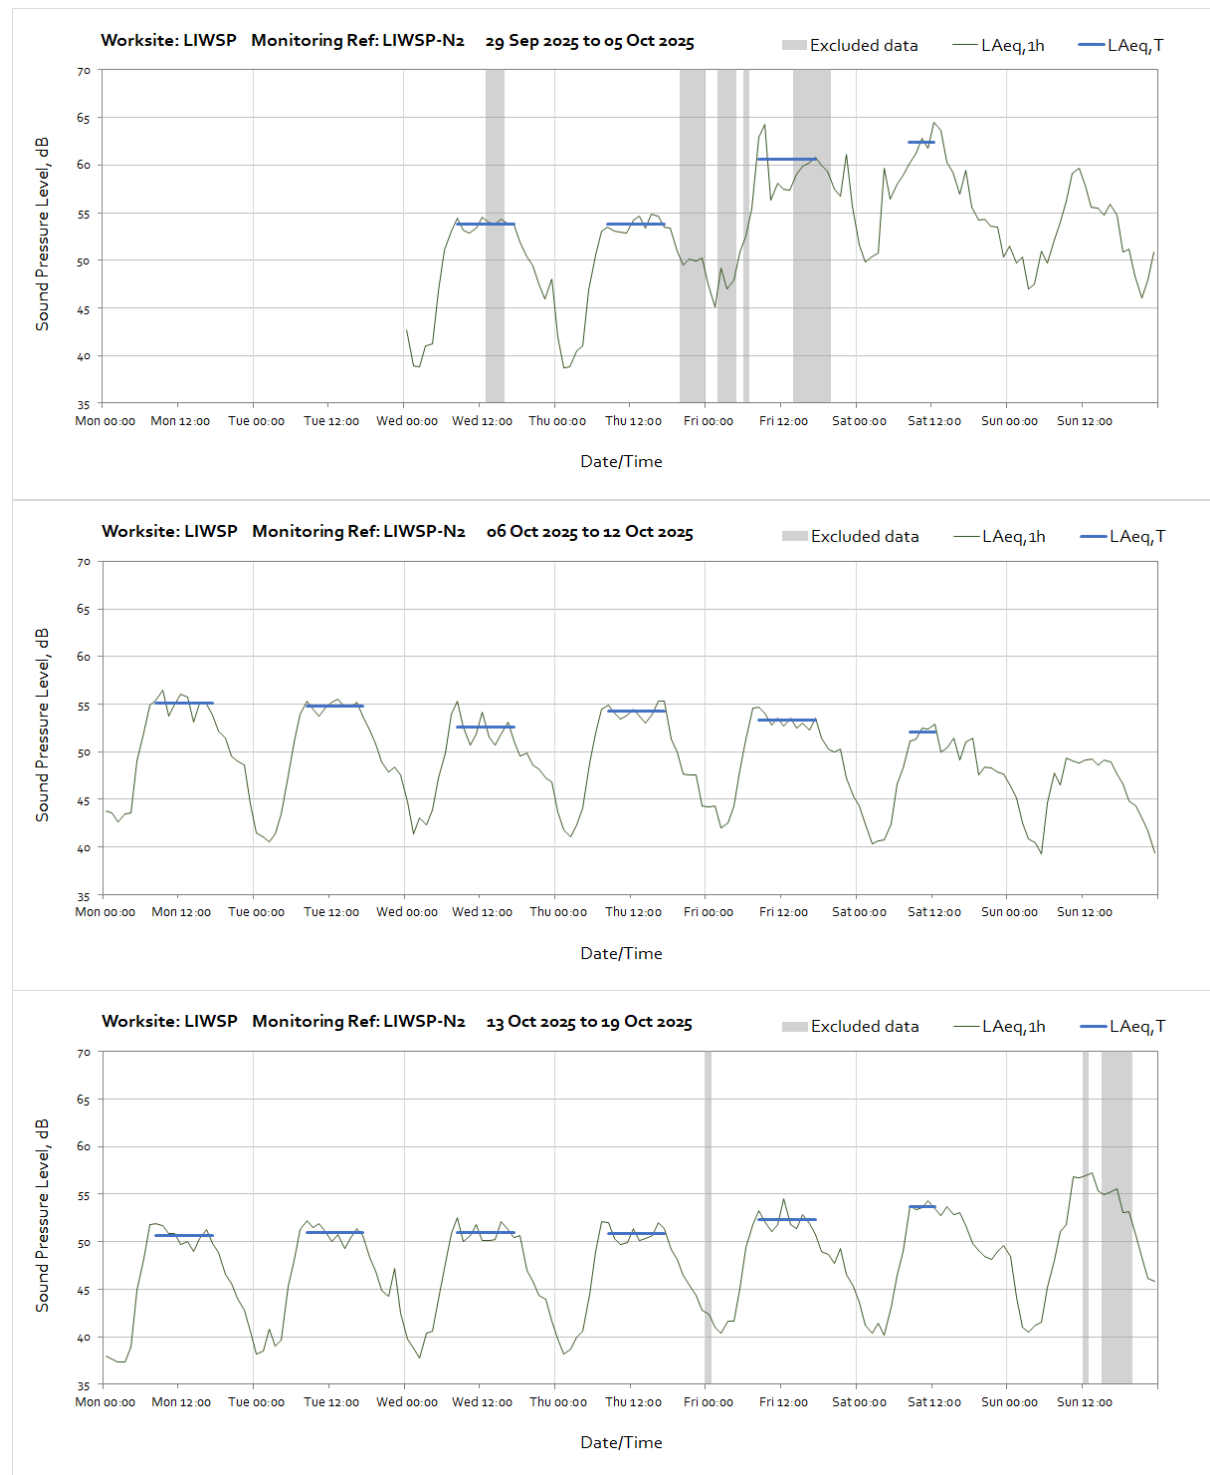 Worksite: LIWSP Monitoring Ref: LIWSP-N2 29 Sep 2025 to 05 Oct 2025
Excluded data LAeq,1h LAeq,T
Sound Pressure Level, dB
70
65
60
55
50
45
40
35
Mon 00:00 Mon 12:00 Tue 00:00 Tue 12:00 Wed 00:00 Wed 12:00 Thu 00:00 Thu 12:00 Fri 00:00 Fri 12:00 Sat 00:00 Sat 12:00 Sun 00:00 Sun 12:00
Date/Time
Worksite: LIWSP Monitoring Ref: LIWSP-N2 06 Oct 2025 to 12 Oct 2025
Excluded data LAeq,1h LAeq,T
Sound Pressure Level, dB
70
65
60
55
50
45
40
35
Mon 00:00 Mon 12:00 Tue 00:00 Tue 12:00 Wed 00:00 Wed 12:00 Thu 00:00 Thu 12:00 Fri 00:00 Fri 12:00 Sat 00:00 Sat 12:00 Sun 00:00 Sun 12:00
Date/Time
Worksite: LIWSP Monitoring Ref: LIWSP-N2 13 Oct 2025 to 19 Oct 2025
Excluded data LAeq,1h LAeq,T
Sound Pressure Level, dB
70
65
60
55
50
45
40
35
Mon 00:00 Mon 12:00 Tue 00:00 Tue 12:00 Wed 00:00 Wed 12:00 Thu 00:00 Thu 12:00 Fri 00:00 Fri 12:00 Sat 00:00 Sat 12:00 Sun 00:00 Sun 12:00
Date/Time